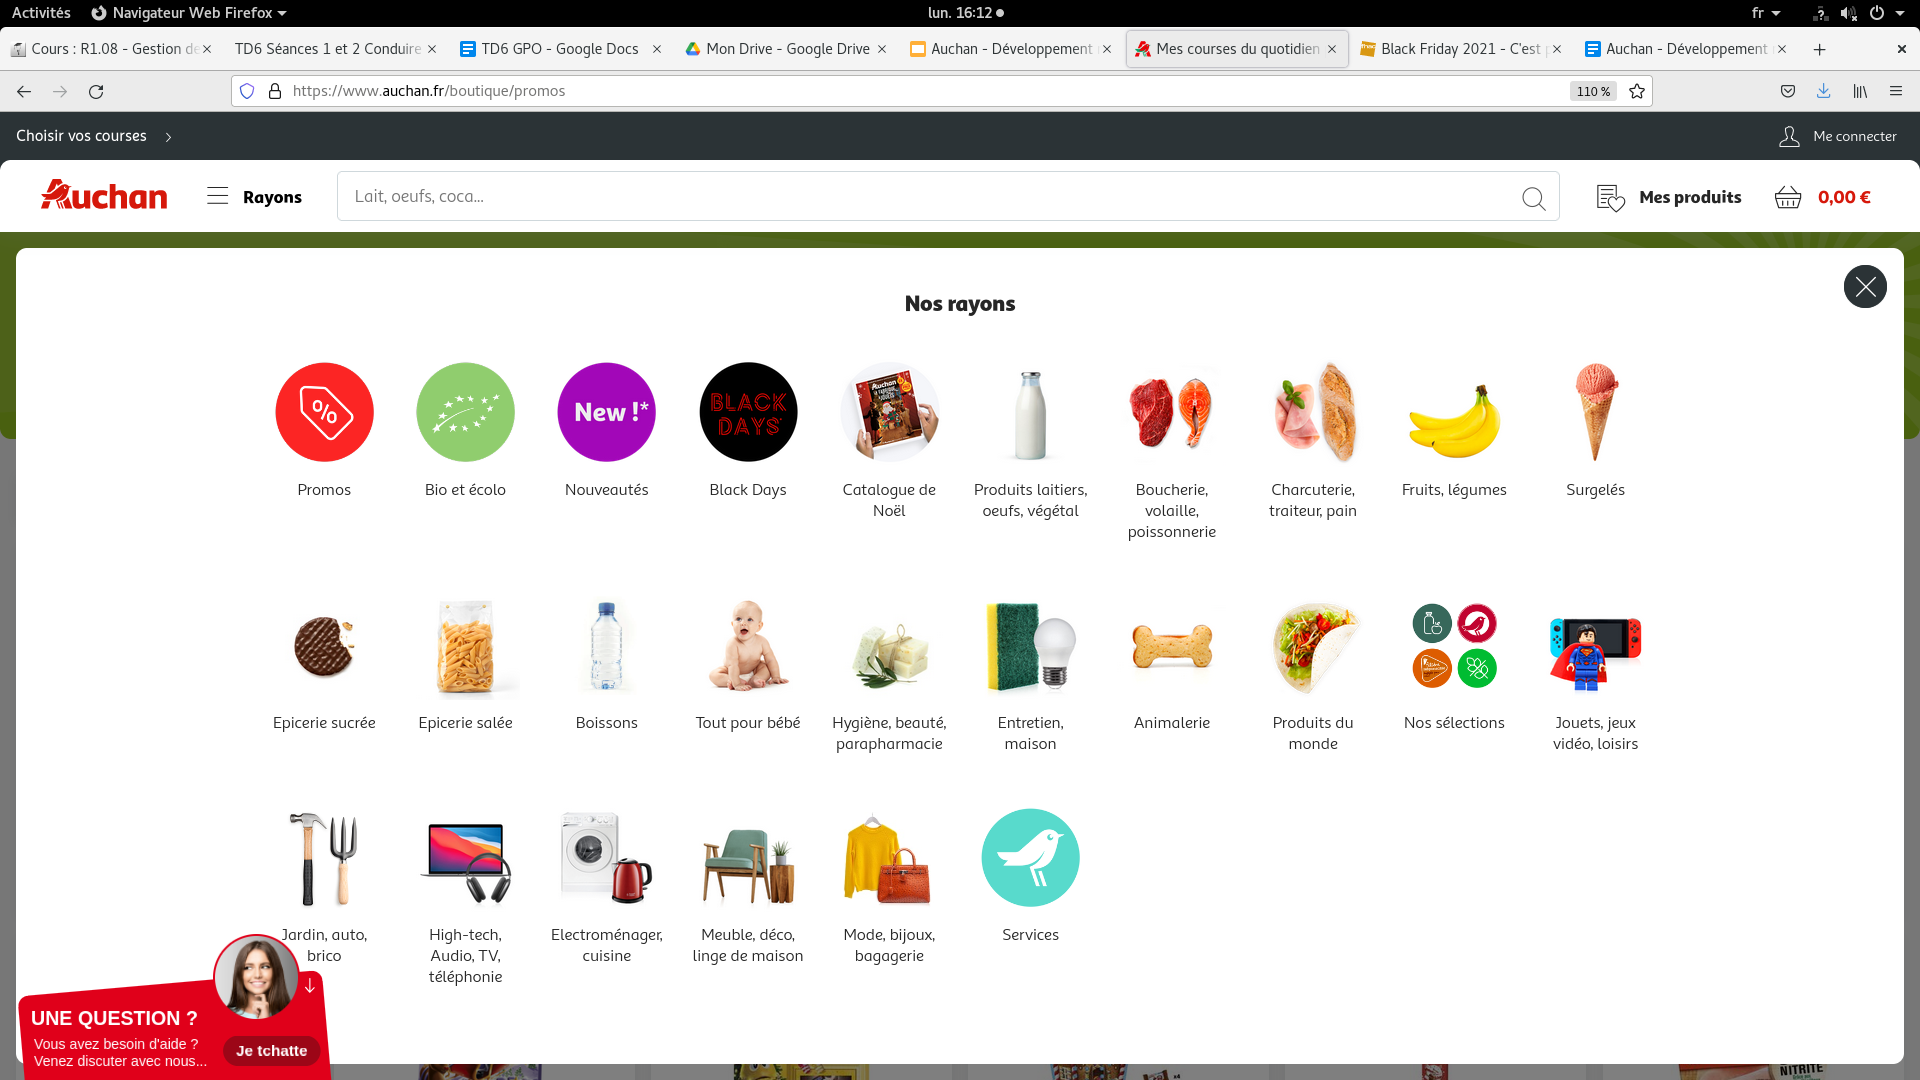 Activités
Navigateur Web Firefox
lun. 16:12
fr
Cours : R1.08 - Gestion de
TD6 Séances 1 et 2 Conduire
TD6 GPO - Google Docs
Mon Drive - Google Drive
Auchan - Développement
Mes courses du quotidien
Black Friday 2021 - C'est p
Auchan - Développement
https://www.auchan.fr/boutique/promos
110 %
Choisir vos courses
Me connecter
Auchan
Rayons
Lait, oeufs, coca...
Mes produits
0,00 €
Nos rayons
%
New !*
BLACK DAYS
Promos
Bio et écolo
Nouveautés
Black Days
Catalogue de
Noël
Produits laitiers,
oeufs, végétal
Boucherie,
volaille,
poissonnerie
Charcuterie,
traiteur, pain
Fruits, légumes
Surgelés
Epicerie sucrée
Epicerie salée
Boissons
Tout pour bébé
Hygiène, beauté,
parapharmacie
Entretien,
maison
Animalerie
Produits du
monde
Nos sélections
Jouets, jeux
vidéo, loisirs
Jardin, auto,
brico
High-tech,
Audio, TV,
téléphonie
Electroménager,
cuisine
Meuble, déco,
linge de maison
Mode, bijoux,
bagagerie
Services
UNE QUESTION ?
Vous avez besoin d'aide ?
Venez discuter avec nous...
Je tchatte
NITRITE